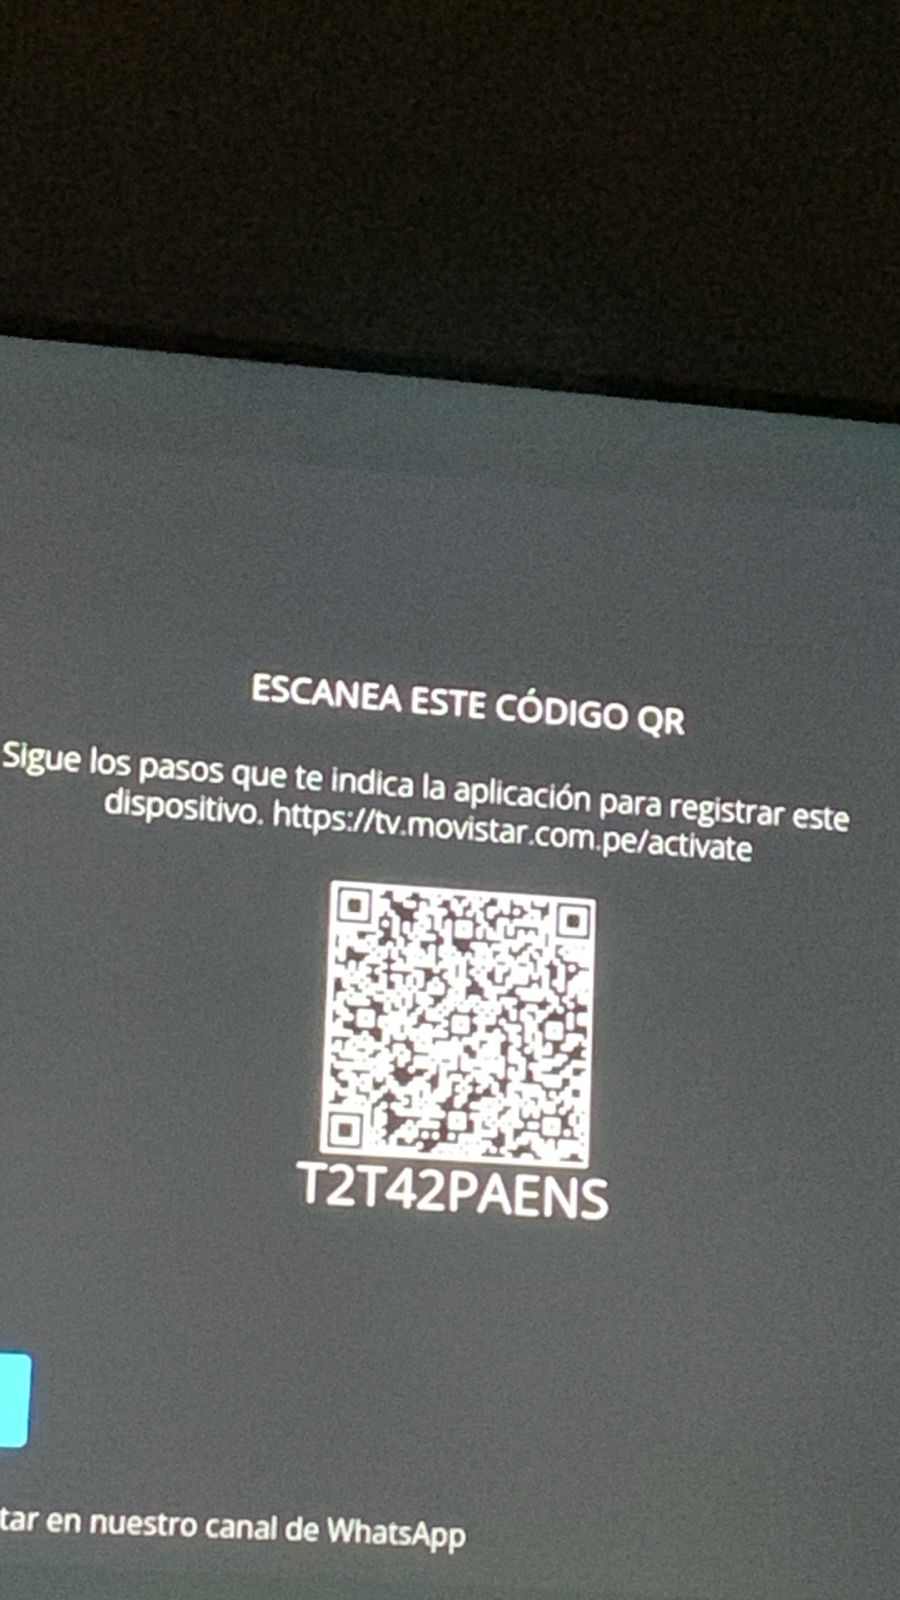 ESCANEA ESTE CÓDIGO QR
Sigue los pasos que te indica la aplicación para registrar este
dispositivo. https://tv.movistar.com.pe/activate
T2T42PAENS
tar en nuestro canal de WhatsApp